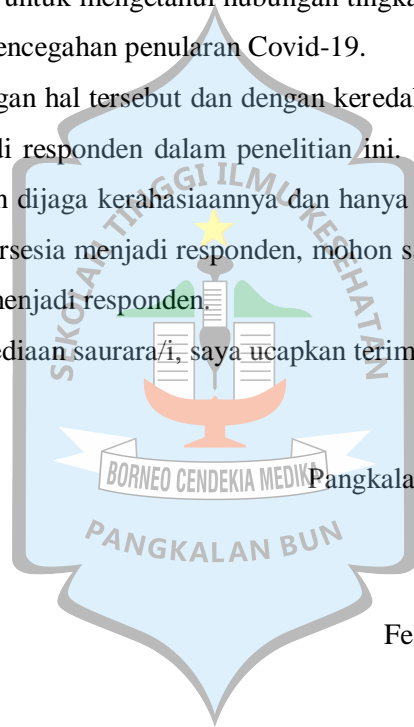 untuk mengetahui hubungan tingka
encegahan penularan Covid-19.
gan hal tersebut dan dengan kereda
di responden dalam penelitian ini.
n dijaga kerahasiaannya dan hanya
ersesia menjadi responden, mohon s
menjadi responden.
ediaan saurara/i, saya ucapkan terim
Pangkala
Fe
SEKOLAH TINGGI ILMU KESEHATAN
BORNEO CENDEKIA MEDIKA
PANGKALAN BUN